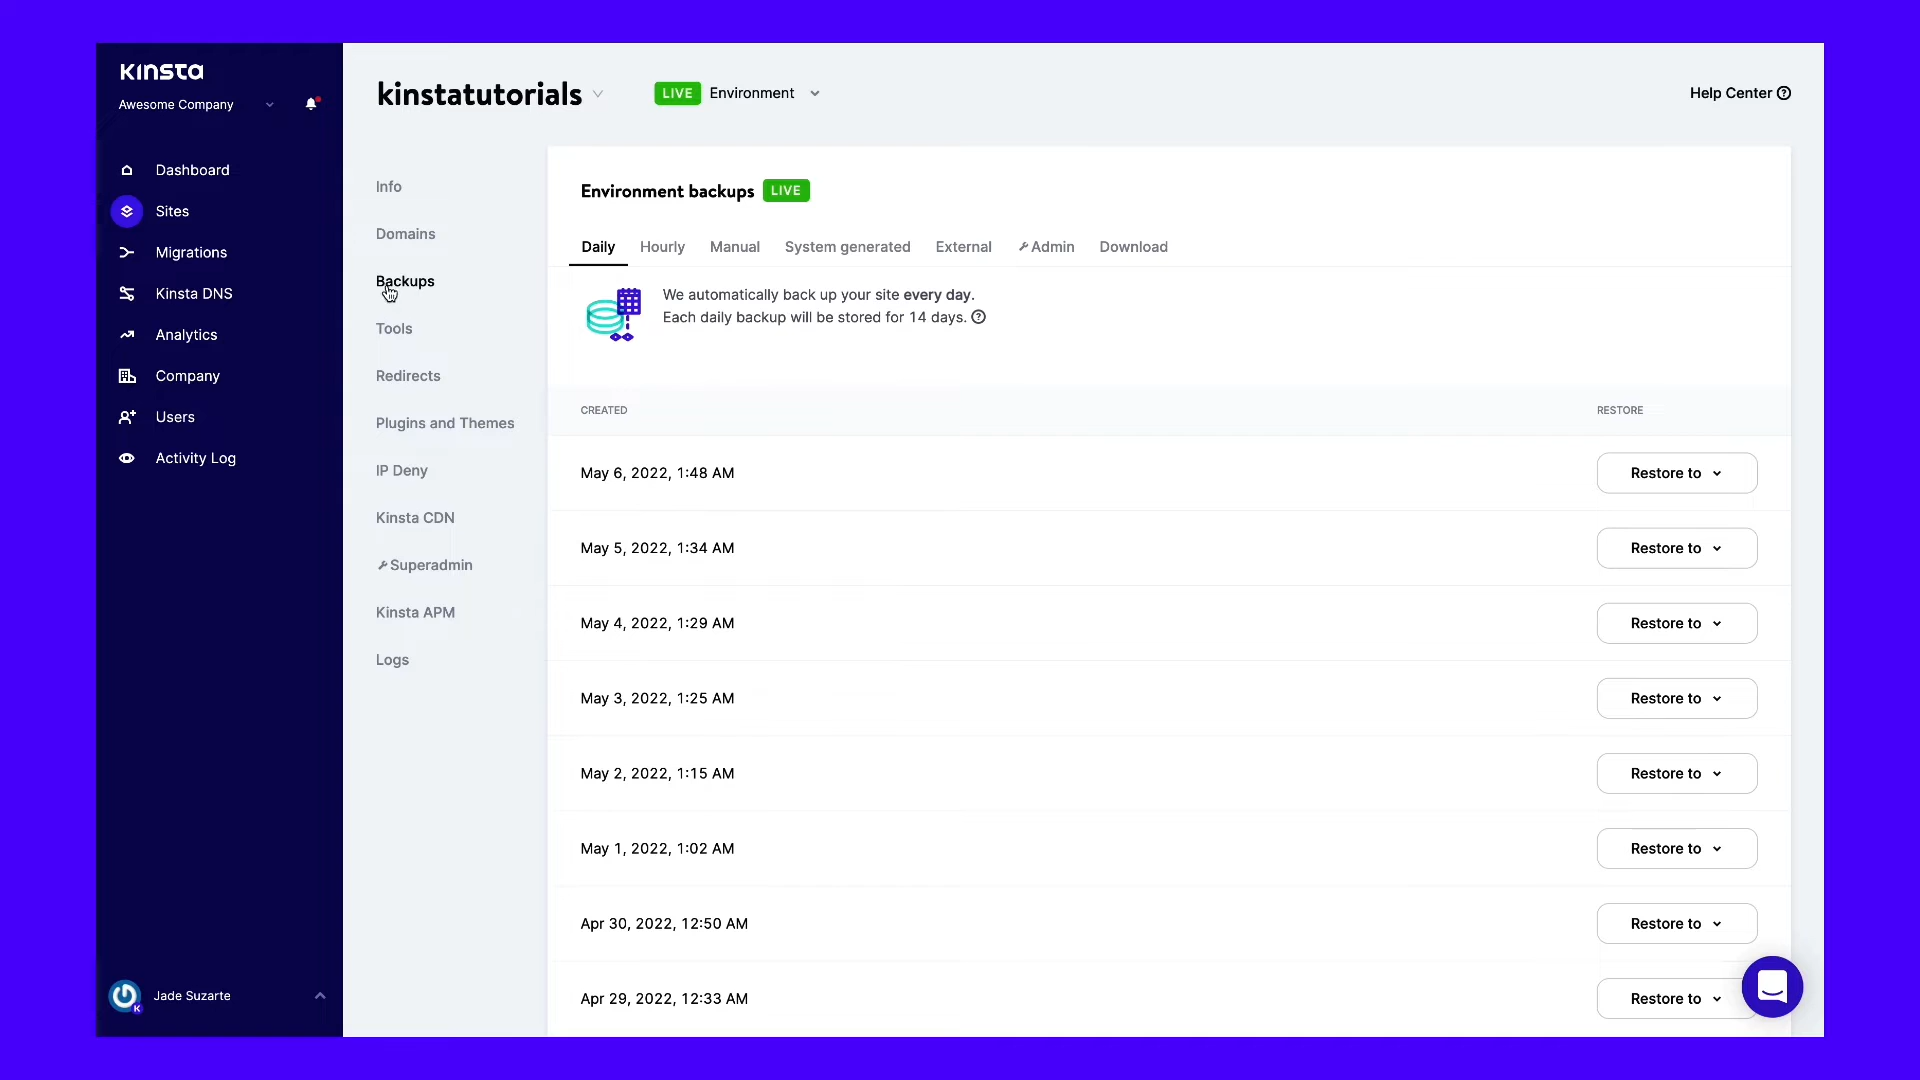 Kinsta
Awesome Company
Dashboard
Sites
Migrations
Kinsta DNS
Analytics
Company
Users
Activity Log
K
Jade Suzarte
kinstatutorials
LIVE Environment
Help Center
Info
Domains
Backups
Tools
Redirects
Plugins and Themes
IP Deny
Kinsta CDN
Superadmin
Kinsta APM
Logs
Environment backups LIVE
Daily Hourly Manual System generated External Admin Download
We automatically back up your site every day.
Each daily backup will be stored for 14 days.
CREATED RESTORE
May 6, 2022, 1:48 AM Restore to
May 5, 2022, 1:34 AM Restore to
May 4, 2022, 1:29 AM Restore to
May 3, 2022, 1:25 AM Restore to
May 2, 2022, 1:15 AM Restore to
May 1, 2022, 1:02 AM Restore to
Apr 30, 2022, 12:50 AM Restore to
Apr 29, 2022, 12:33 AM Restore to